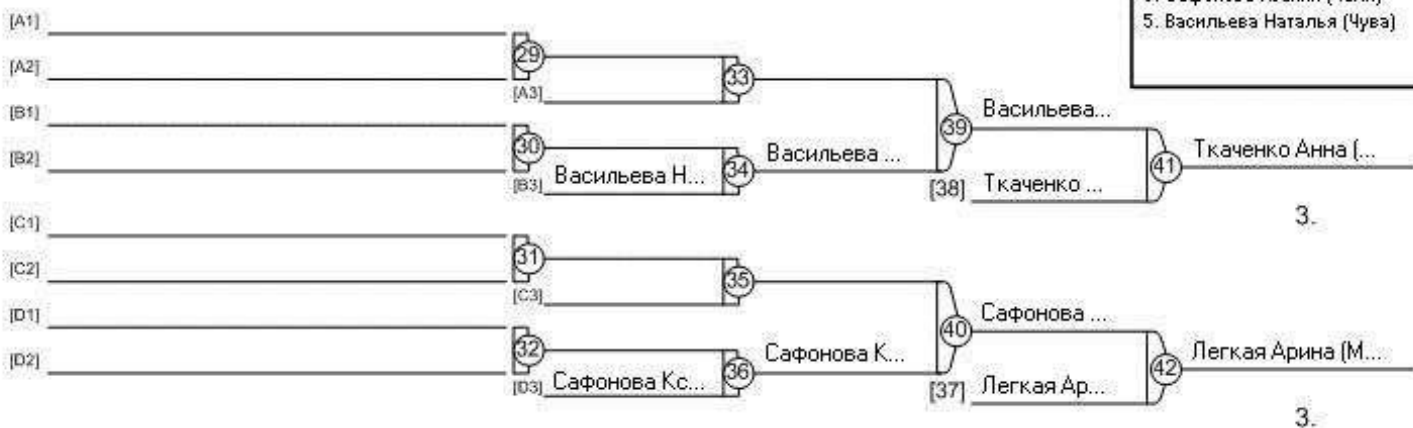 5. Васильева Наталья (Чува)
[A1]
[A2]
29
[A3]
33
[B1]
[B2]
30
[B3] Васильева Н...
34
Васильева ...
39
Васильева...
[38] Ткаченко ...
41
Ткаченко Анна (...
3.
[C1]
[C2]
31
[C3]
35
[D1]
[D2]
32
[D3] Сафонова Кс...
36
Сафонова К...
40
Сафонова ...
[37] Легкая Ар...
42
Легкая Арина (М...
3.